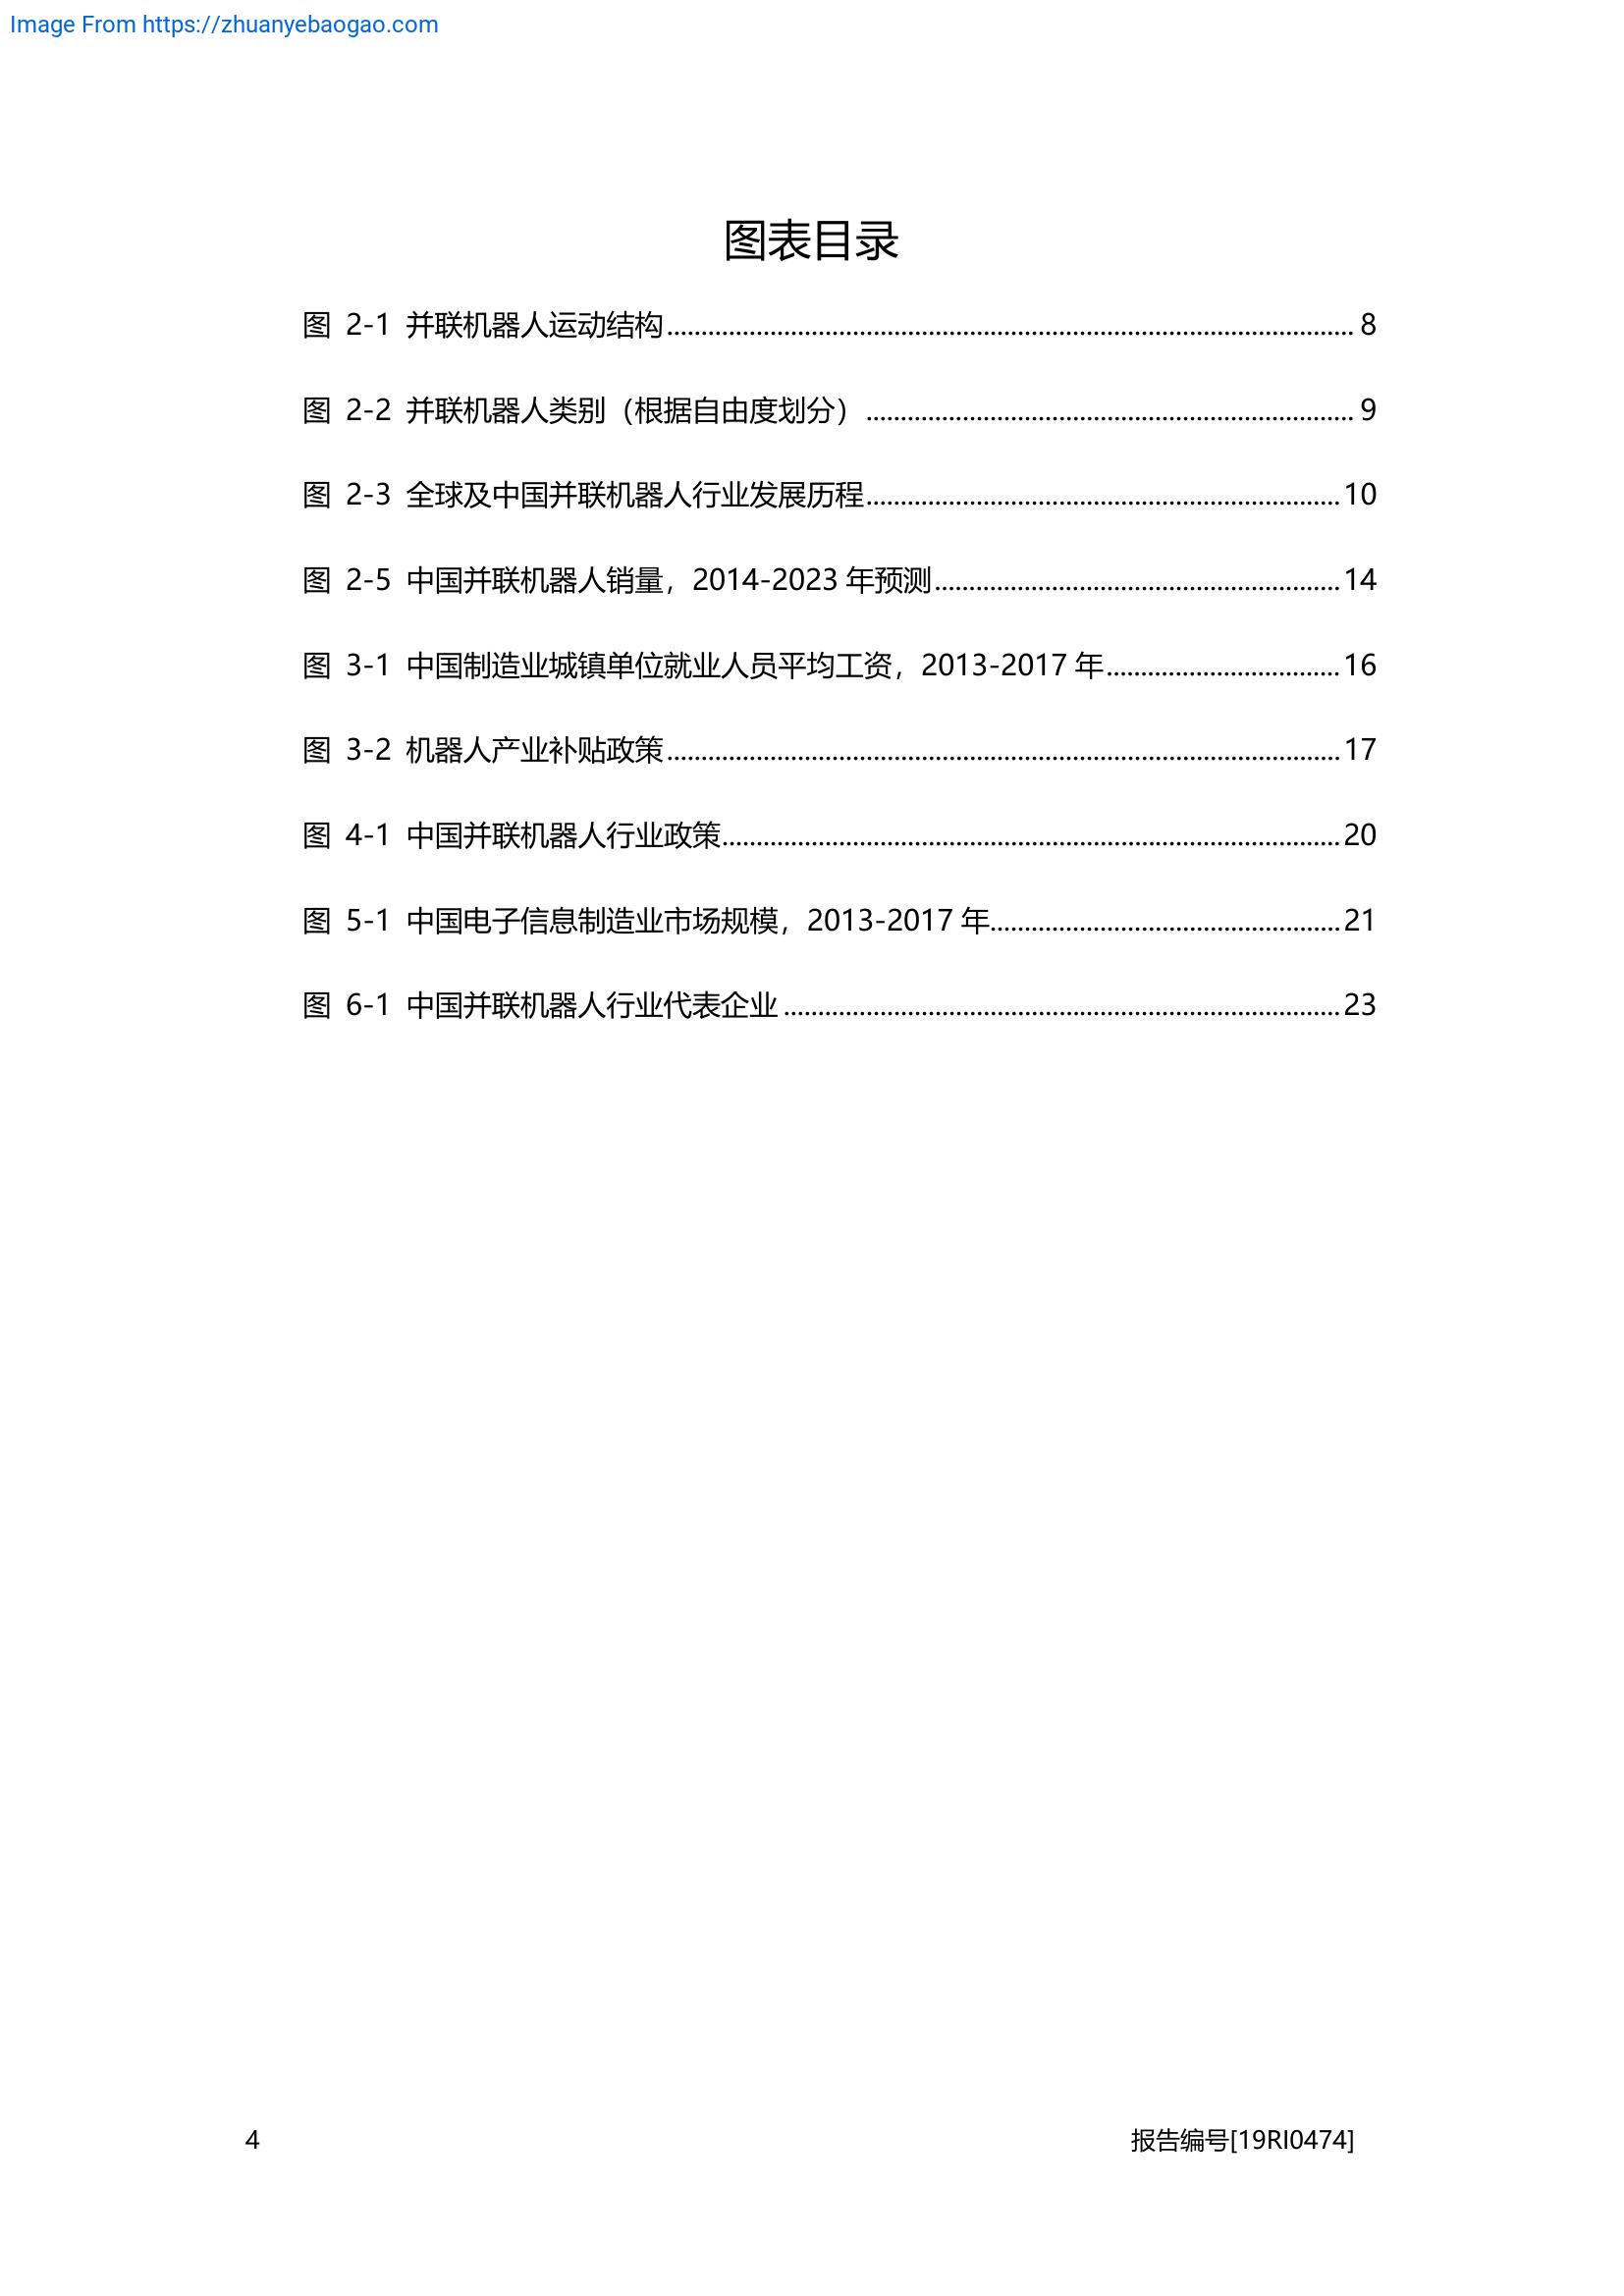 Image From https://zhuanyebaogao.com
图表目录
图 2-1 并联机器人运动结构........ 8
图 2-2 并联机器人类别（根据自由度划分）........ 9
图 2-3 全球及中国并联机器人行业发展历程........ 10
图 2-5 中国并联机器人销量，2014-2023 年预测........ 14
图 3-1 中国制造业城镇单位就业人员平均工资，2013-2017 年........ 16
图 3-2 机器人产业补贴政策........ 17
图 4-1 中国并联机器人行业政策........ 20
图 5-1 中国电子信息制造业市场规模，2013-2017 年........ 21
图 6-1 中国并联机器人行业代表企业........ 23
4 报告编号[19RI0474]